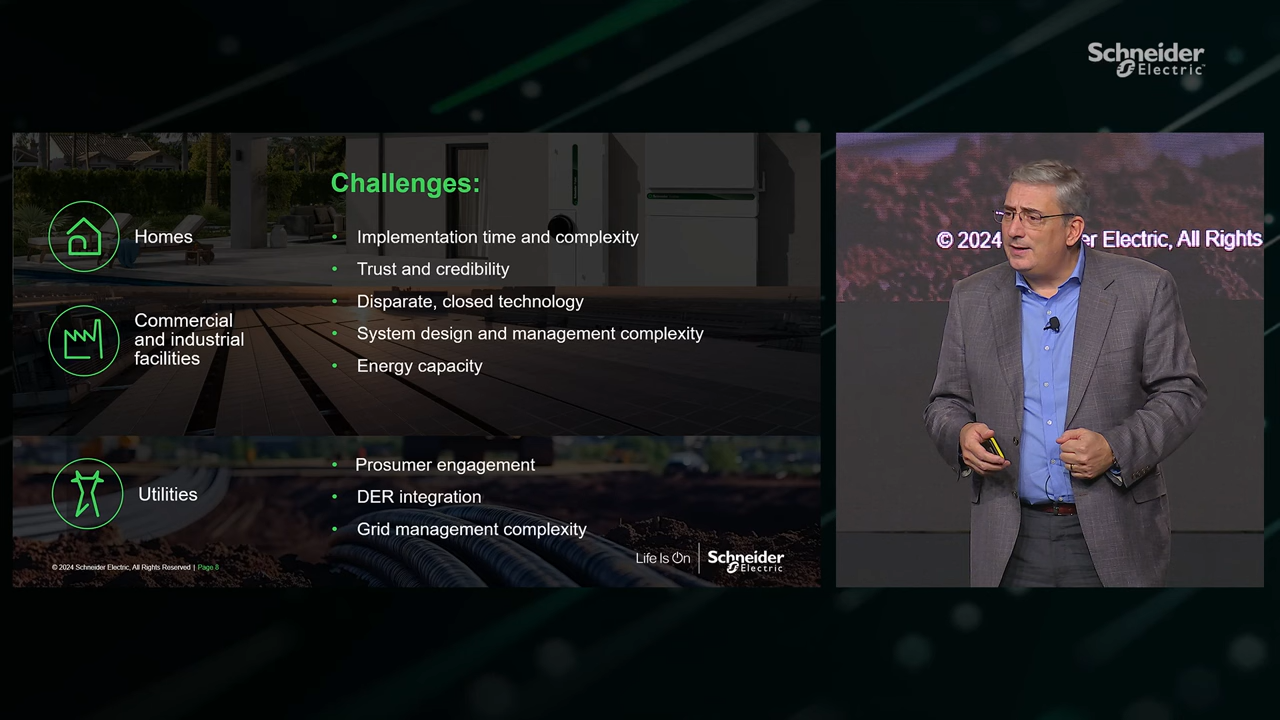 Schneider
Electric
Challenges:
Homes
Commercial
and industrial
facilities
• Implementation time and complexity
• Trust and credibility
• Disparate, closed technology
• System design and management complexity
• Energy capacity
Utilities
• Prosumer engagement
• DER integration
• Grid management complexity
© 2024 Schneider Electric, All Rights Reserved | Page 8
Life Is On
Schneider
Electric
© 2024 er Electric, All Rights